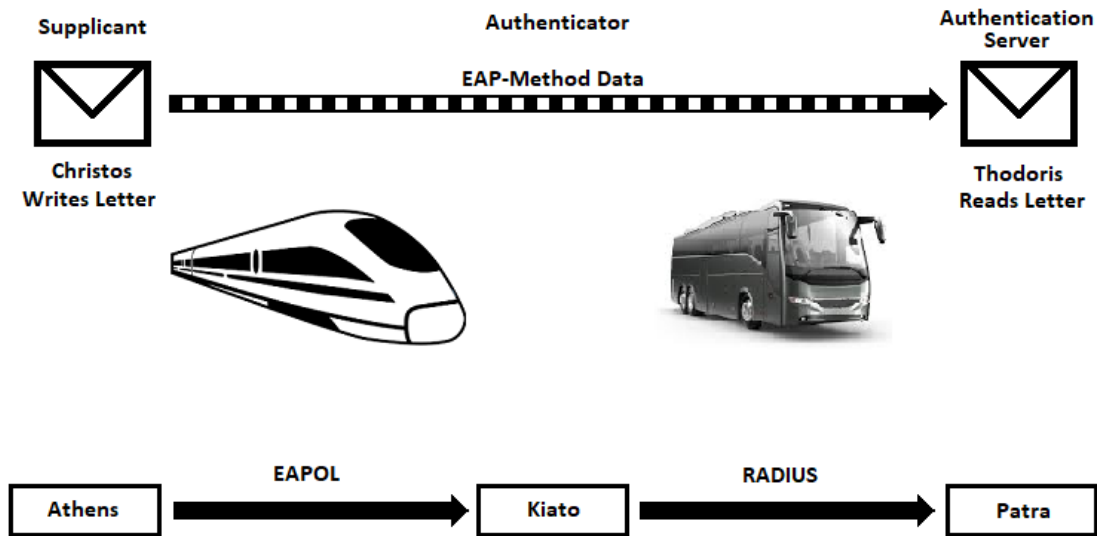 Supplicant
Authenticator
Authentication
Server
EAP-Method Data
Christos
Writes Letter
Thodoris
Reads Letter
EAPOL
RADIUS
Athens
Kiato
Patra